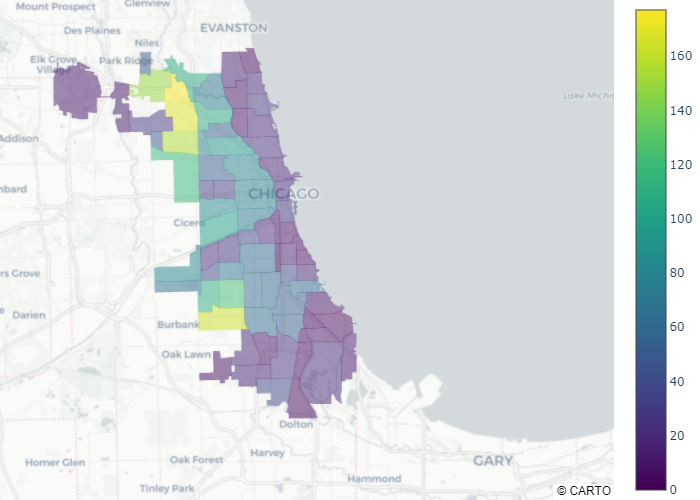 Mount Prospect
Glenview
EVANSTON
Des Plaines
Niles
Elk Grove
Village
Park Ridge
Lake Michi
Addison
mbard
CHICAGO
Cicero
rs Grove
Darien
Burbank
Oak Lawn
Dolton
Harvey
Homer Glen
Oak Forest
GARY
Hammond
Tinley Park
© CARTO
160
140
120
100
80
60
40
20
0